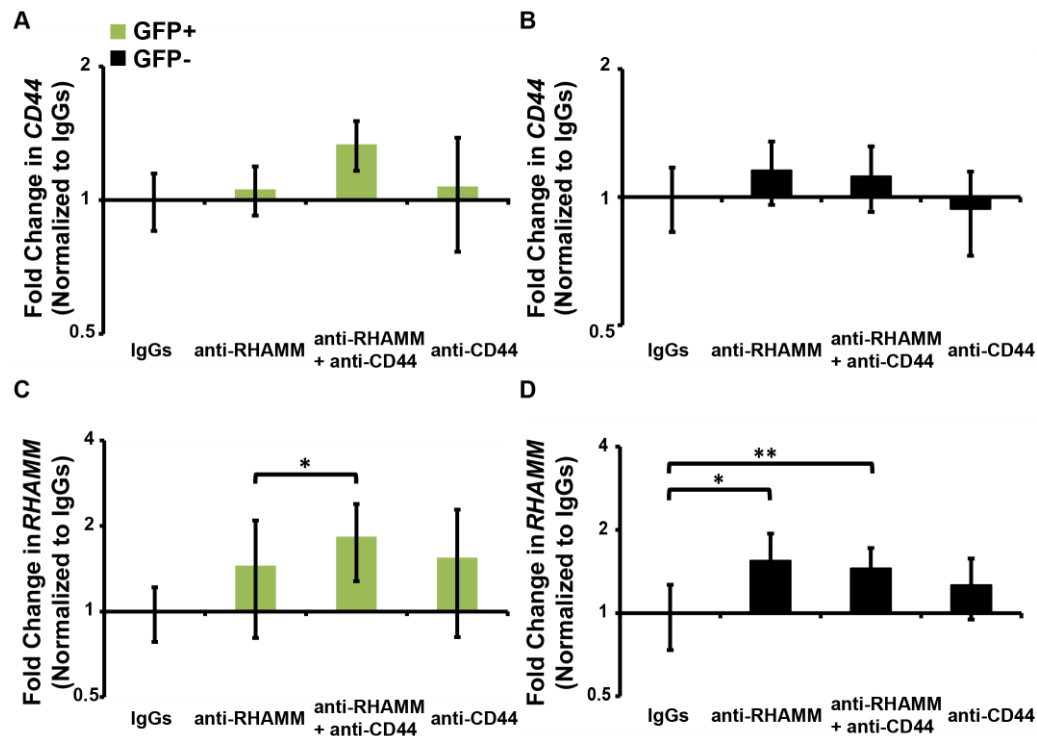 A
GFP+
GFP-
Fold Change in CD44
(Normalized to IgGs)
2
1
0.5
IgGs
anti-RHAMM
anti-RHAMM
+ anti-CD44
anti-CD44
B
Fold Change in CD44
(Normalized to IgGs)
2
1
0.5
IgGs
anti-RHAMM
anti-RHAMM
+ anti-CD44
anti-CD44
C
Fold Change in RHAMM
(Normalized to IgGs)
4
2
1
0.5
*
IgGs
anti-RHAMM
anti-RHAMM
+ anti-CD44
anti-CD44
D
Fold Change in RHAMM
(Normalized to IgGs)
4
2
1
0.5
**
*
IgGs
anti-RHAMM
anti-RHAMM
+ anti-CD44
anti-CD44